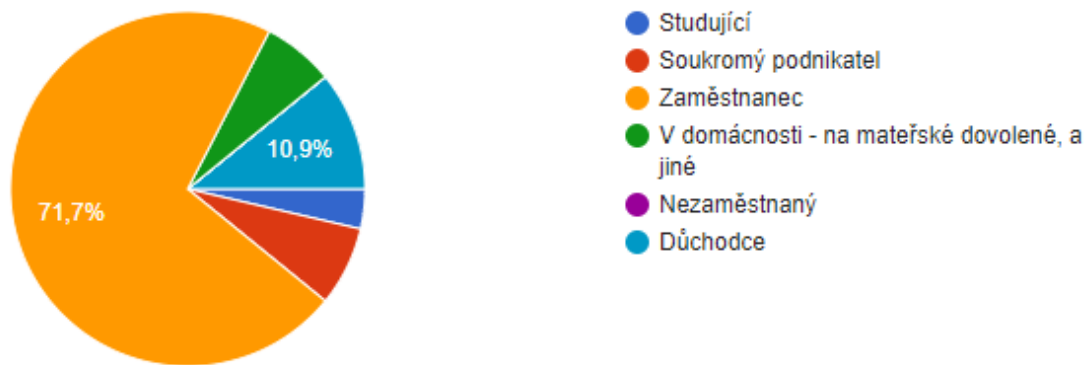 71,7%
10,9%
Studující
Soukromý podnikatel
Zaměstnanec
V domácnosti - na mateřské dovolené, a
jiné
Nezaměstnaný
Důchodce